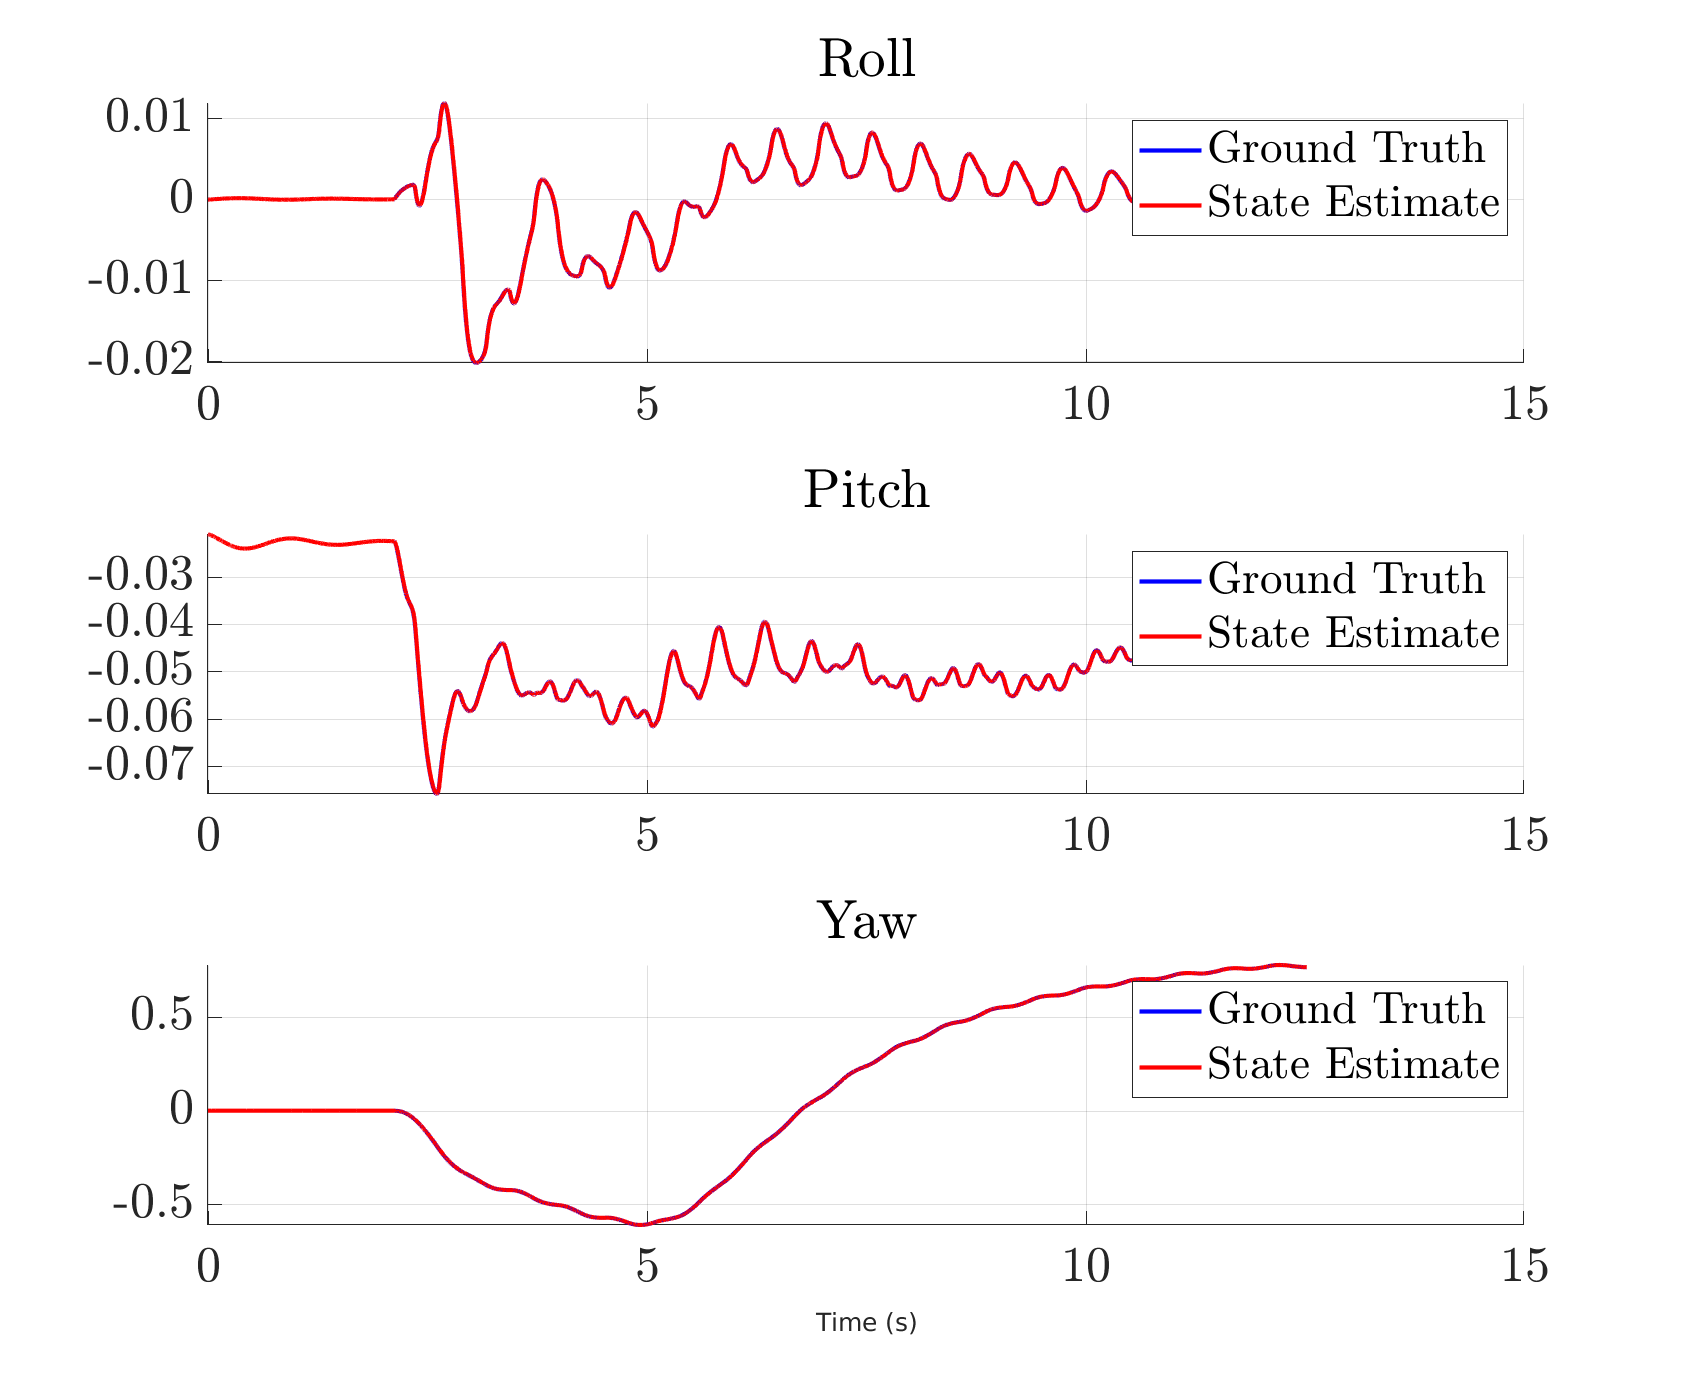 Roll
0.01
0
-0.01
-0.02
0 5 10 15
Ground Truth
State Estimate
Pitch
-0.03
-0.04
-0.05
-0.06
-0.07
0 5 10 15
Ground Truth
State Estimate
Yaw
0.5
0
-0.5
0 5 10 15
Ground Truth
State Estimate
Time (s)